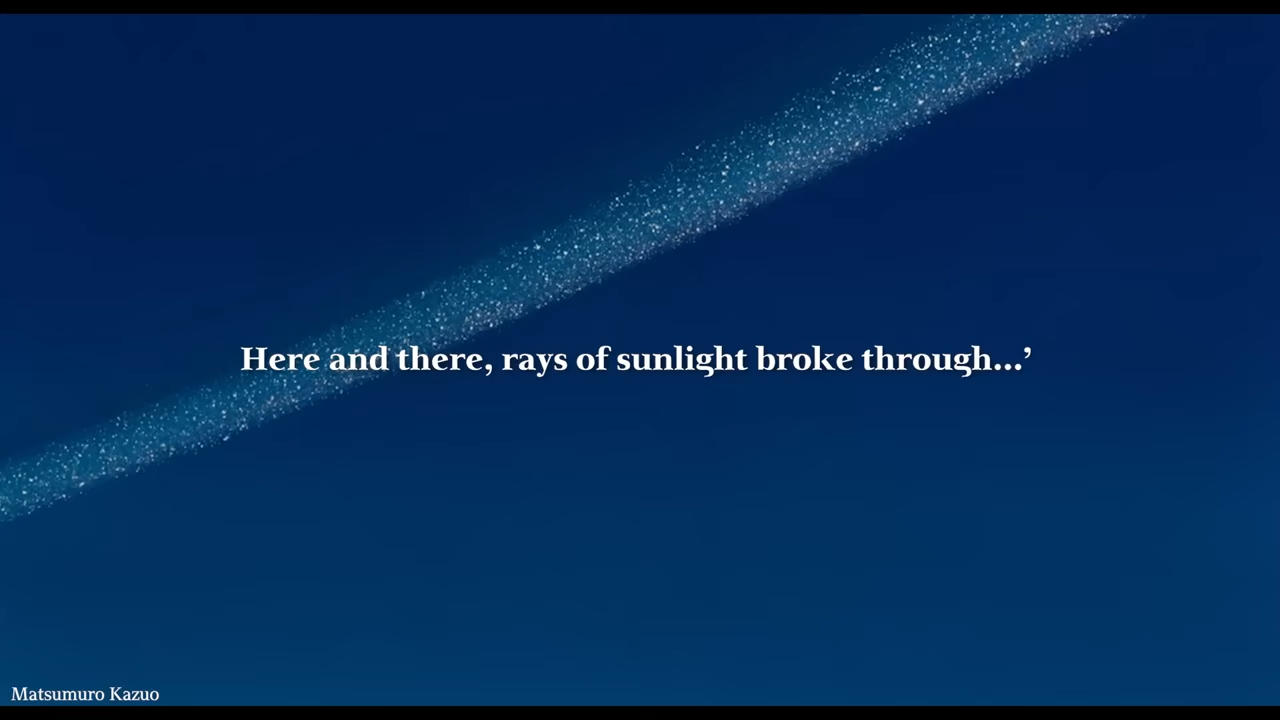 Here and there, rays of sunlight broke through...’
Matsumuro Kazuo